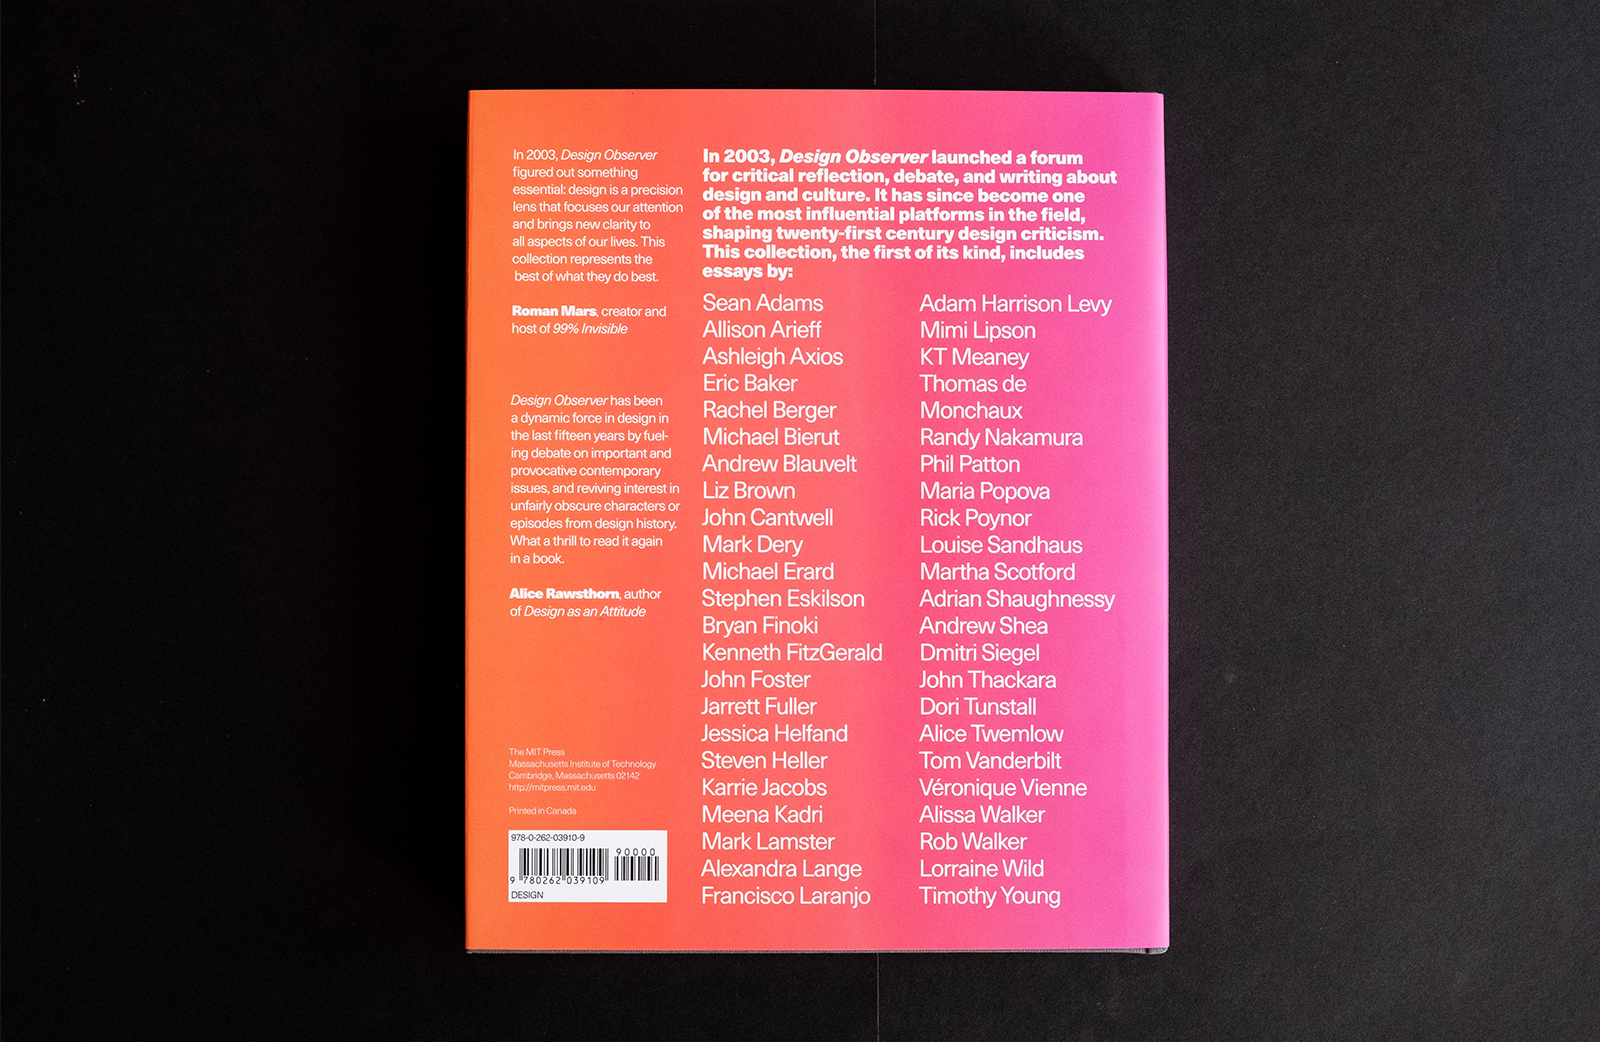 In 2003, Design Observer
figured out something
essential: design is a precision
lens that focuses our attention
and brings new clarity to
all aspects of our lives. This
collection represents the
best of what they do best.
Roman Mars, creator and
host of 99% Invisible
Design Observer has been
a dynamic force in design in
the last fifteen years by fuel-
ing debate on important and
provocative contemporary
issues, and reviving interest in
unfairly obscure characters or
episodes from design history.
What a thrill to read it again
in a book.
Alice Rawsthorn, author
of Design as an Attitude
The MIT Press
Massachusetts Institute of Technology
Cambridge, Massachusetts 02142
http://mitpress.mit.edu
Printed in Canada
978-0-262-03910-9
90000
9 780262 039109
DESIGN
In 2003, Design Observer launched a forum
for critical reflection, debate, and writing about
design and culture. It has since become one
of the most influential platforms in the field,
shaping twenty-first century design criticism.
This collection, the first of its kind, includes
essays by:
Sean Adams
Allison Arieff
Ashleigh Axios
Eric Baker
Rachel Berger
Michael Bierut
Andrew Blauvelt
Liz Brown
John Cantwell
Mark Dery
Michael Erard
Stephen Eskilson
Bryan Finoki
Kenneth FitzGerald
John Foster
Jarrett Fuller
Jessica Helfand
Steven Heller
Karrie Jacobs
Meena Kadri
Mark Lamster
Alexandra Lange
Francisco Laranjo
Adam Harrison Levy
Mimi Lipson
KT Meaney
Thomas de
Monchaux
Randy Nakamura
Phil Patton
Maria Popova
Rick Poynor
Louise Sandhaus
Martha Scotford
Adrian Shaughnessy
Andrew Shea
Dmitri Siegel
John Thackara
Dori Tunstall
Alice Twemlow
Tom Vanderbilt
Véronique Vienne
Alissa Walker
Rob Walker
Lorraine Wild
Timothy Young